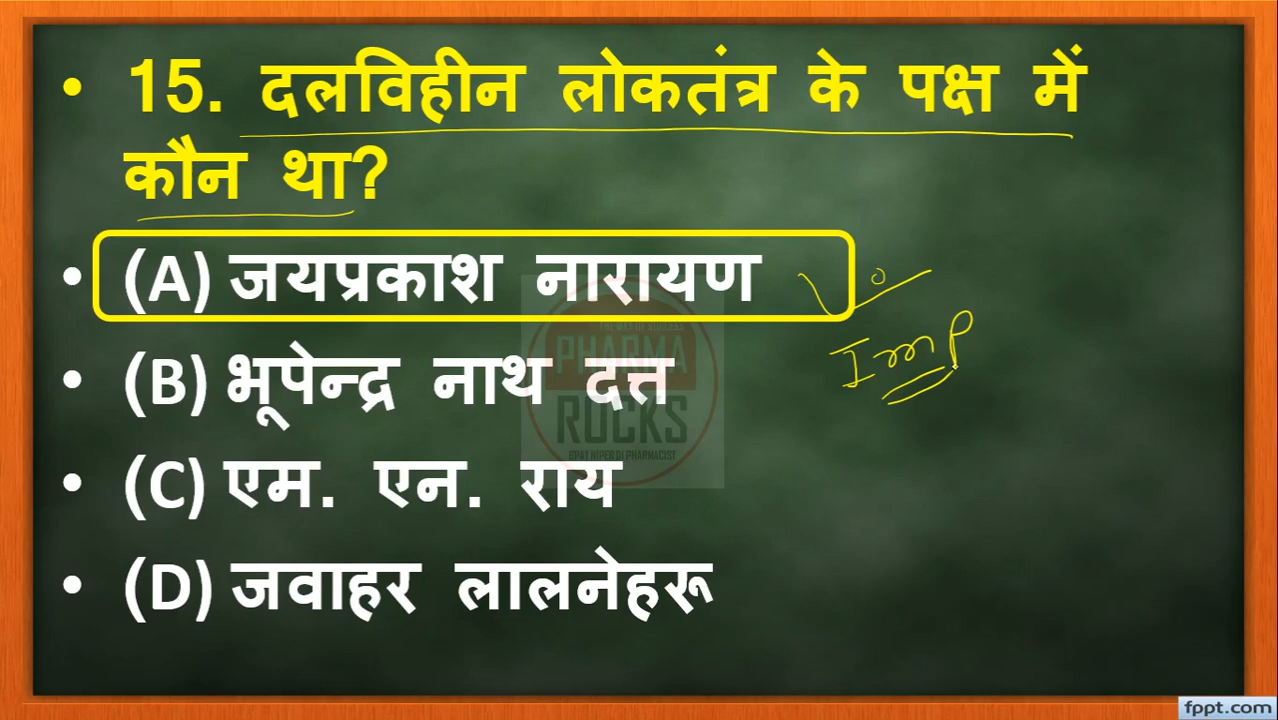 • 15. दलविहीन लोकतंत्र के पक्ष में
कौन था?
• (A) जयप्रकाश नारायण
V. Imp
• (B) भूपेन्द्र नाथ दत्त
• (C) एम. एन. राय
• (D) जवाहर लालनेहरू
PHARMA
ROCKS
fppt.com